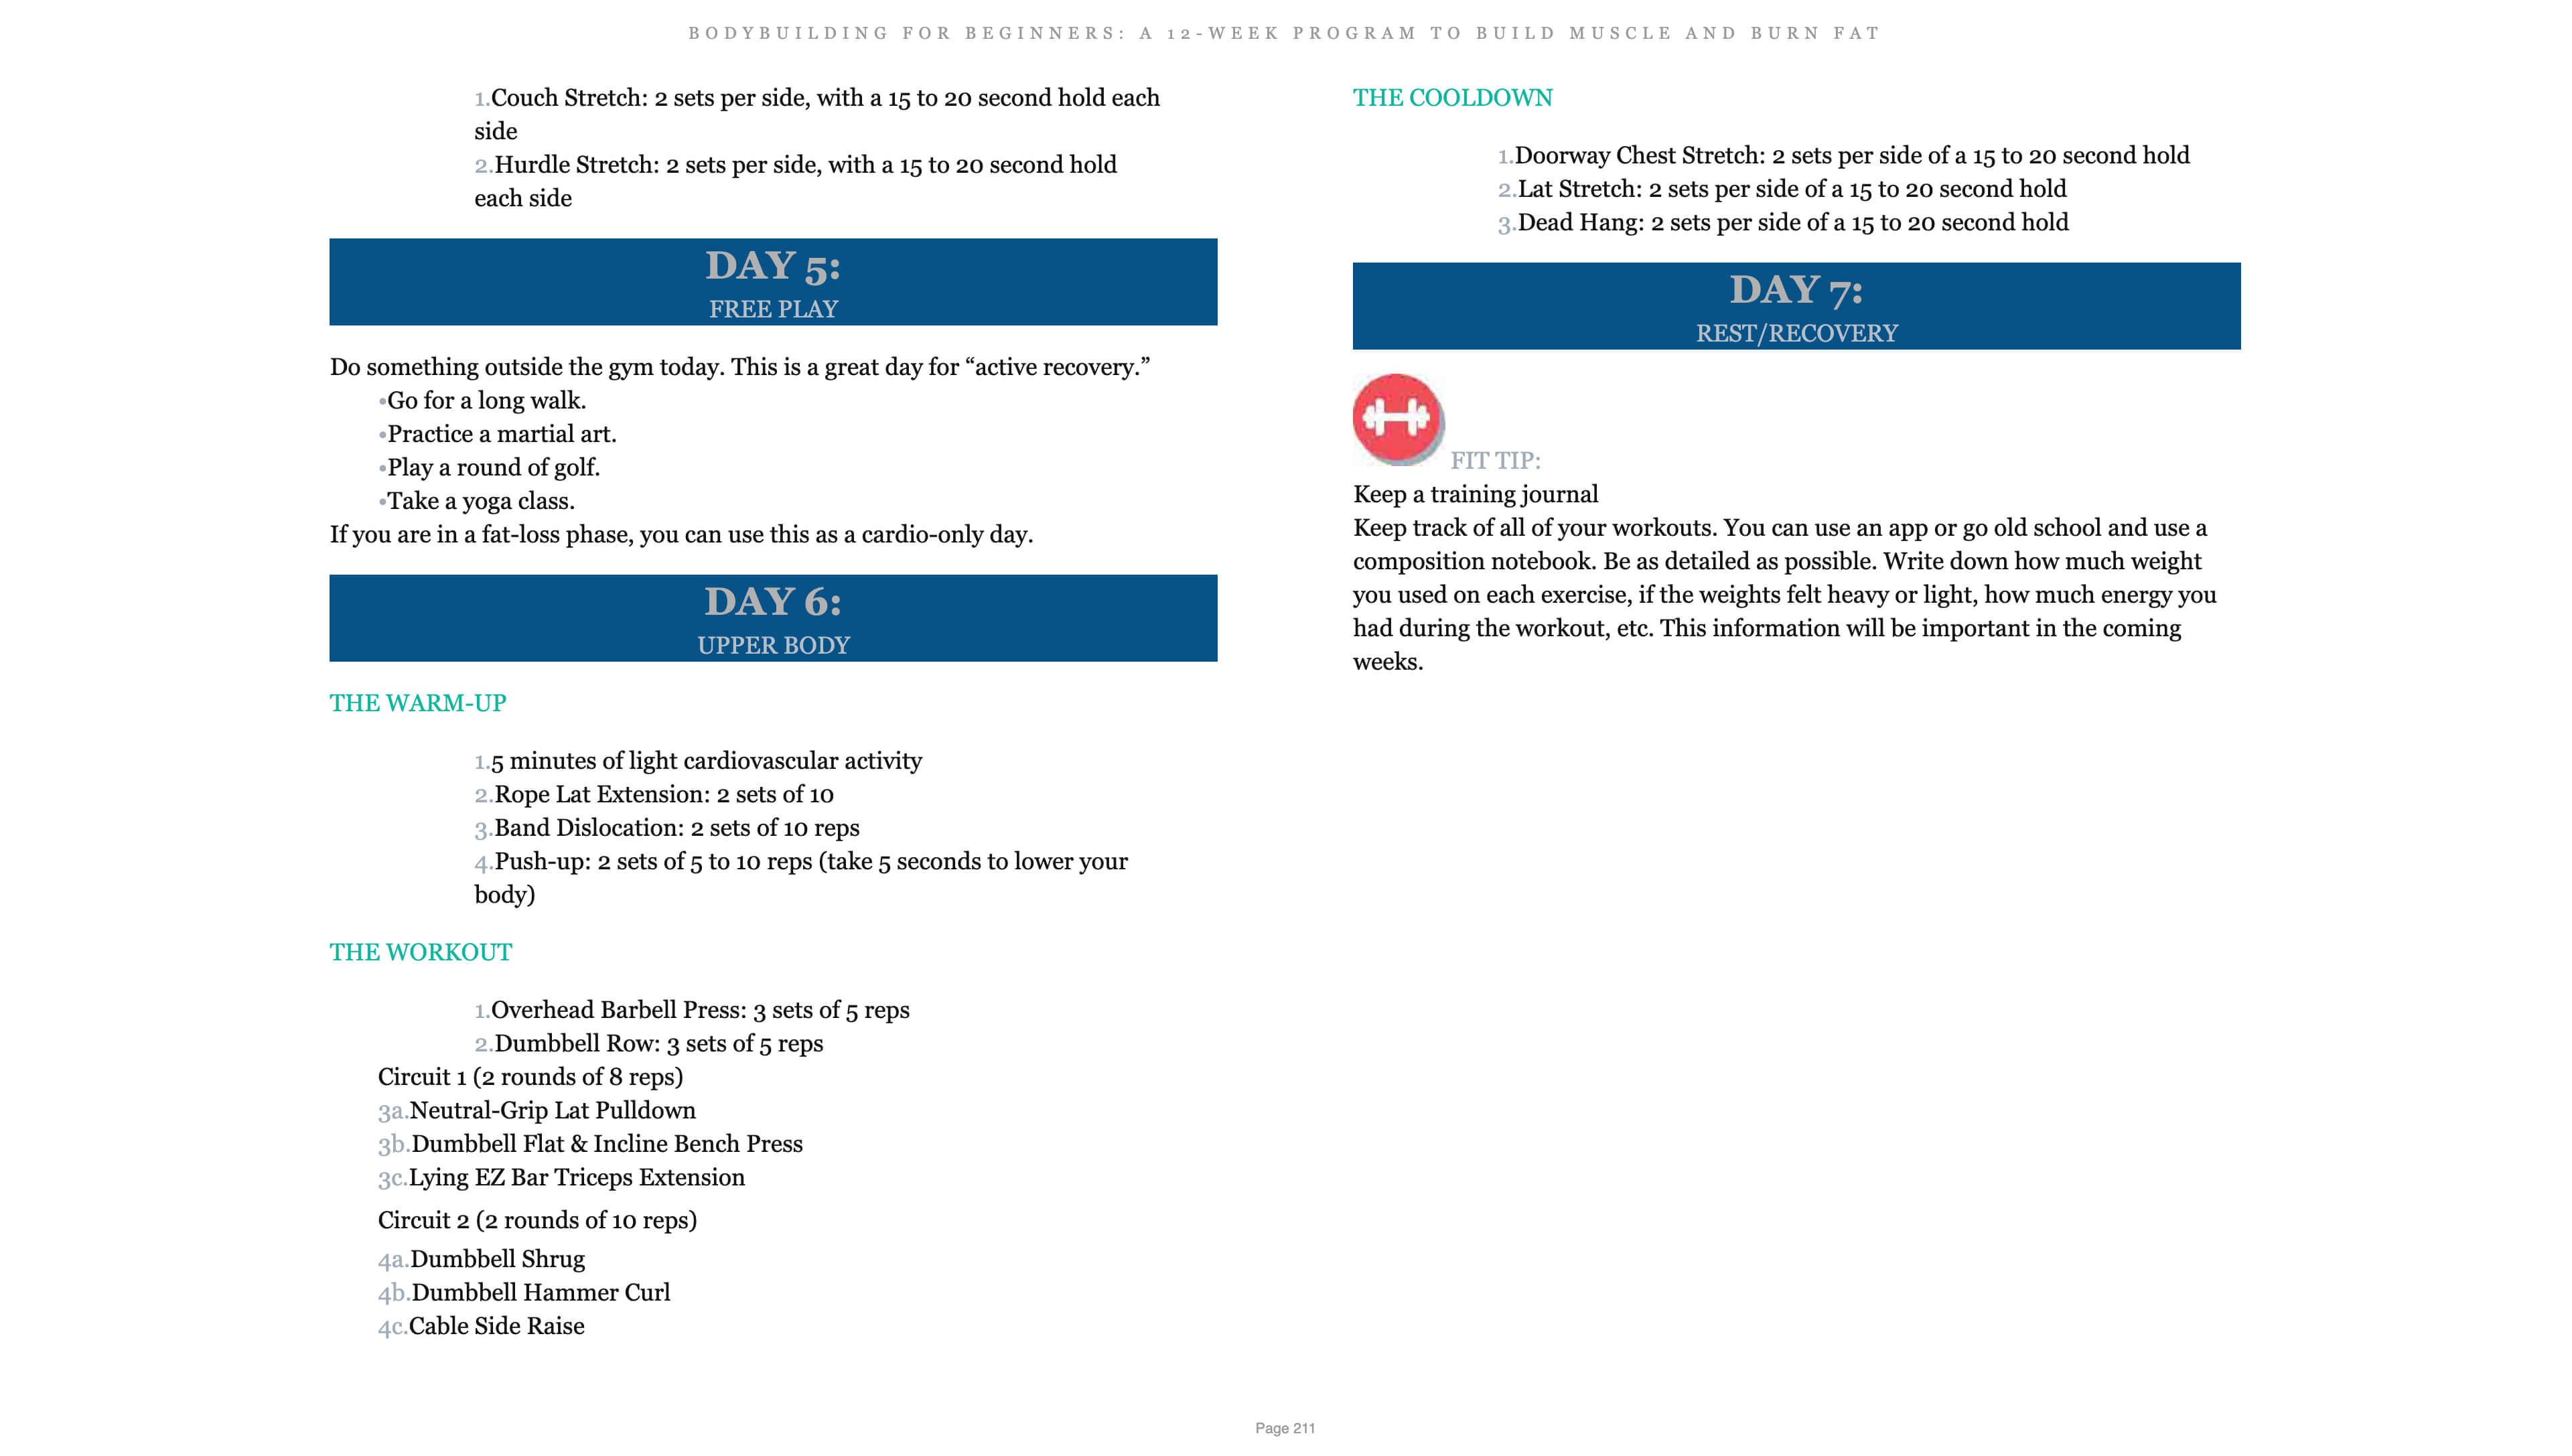 BODYBUILDING FOR BEGINNERS: A 12-WEEK PROGRAM TO BUILD MUSCLE AND BURN FAT
1.Couch Stretch: 2 sets per side, with a 15 to 20 second hold each
side
2.Hurdle Stretch: 2 sets per side, with a 15 to 20 second hold
each side
DAY 5:
FREE PLAY
Do something outside the gym today. This is a great day for “active recovery.”
•Go for a long walk.
•Practice a martial art.
•Play a round of golf.
•Take a yoga class.
If you are in a fat-loss phase, you can use this as a cardio-only day.
DAY 6:
UPPER BODY
THE WARM-UP
1.5 minutes of light cardiovascular activity
2.Rope Lat Extension: 2 sets of 10
3.Band Dislocation: 2 sets of 10 reps
4.Push-up: 2 sets of 5 to 10 reps (take 5 seconds to lower your
body)
THE WORKOUT
1.Overhead Barbell Press: 3 sets of 5 reps
2.Dumbbell Row: 3 sets of 5 reps
Circuit 1 (2 rounds of 8 reps)
3a.Neutral-Grip Lat Pulldown
3b.Dumbbell Flat & Incline Bench Press
3c.Lying EZ Bar Triceps Extension
Circuit 2 (2 rounds of 10 reps)
4a.Dumbbell Shrug
4b.Dumbbell Hammer Curl
4c.Cable Side Raise
THE COOLDOWN
1.Doorway Chest Stretch: 2 sets per side of a 15 to 20 second hold
2.Lat Stretch: 2 sets per side of a 15 to 20 second hold
3.Dead Hang: 2 sets per side of a 15 to 20 second hold
DAY 7:
REST/RECOVERY
FIT TIP:
Keep a training journal
Keep track of all of your workouts. You can use an app or go old school and use a
composition notebook. Be as detailed as possible. Write down how much weight
you used on each exercise, if the weights felt heavy or light, how much energy you
had during the workout, etc. This information will be important in the coming
weeks.
Page 211